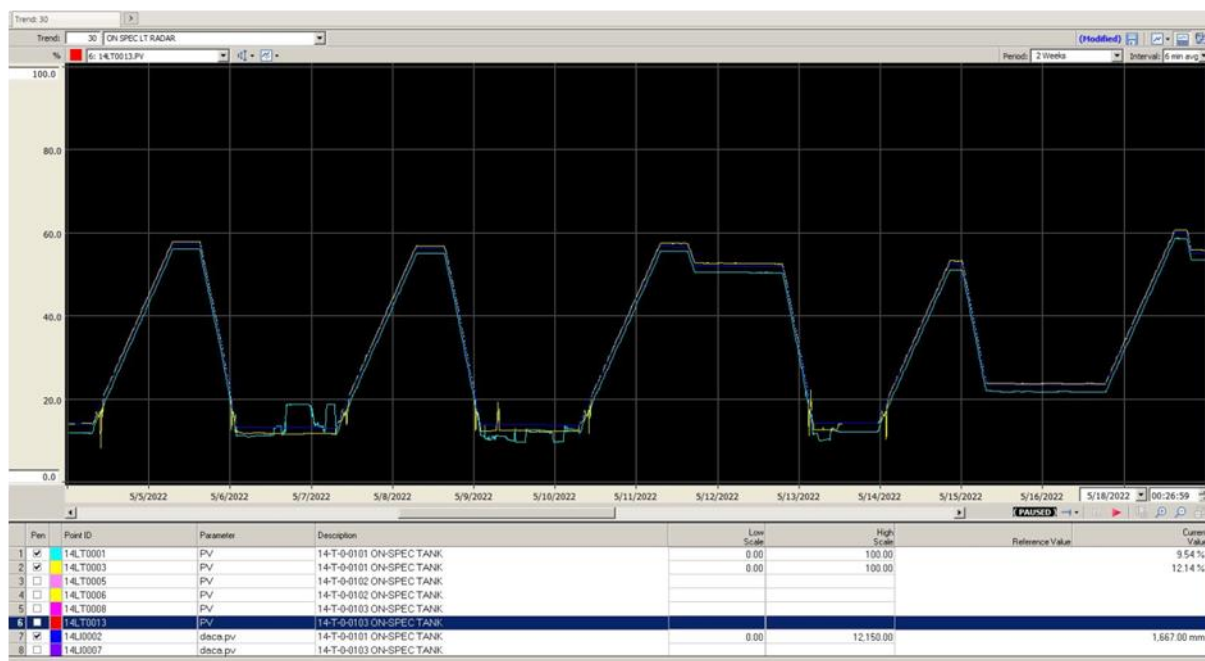 Trend: 30
Trend: 30 ON SPEC LT RADAR (Modified)
% 6: 14LT0013.PV Period: 2 Weeks Interval: 6 min avg
100.0
80.0
60.0
40.0
20.0
0.0
5/5/2022 5/6/2022 5/7/2022 5/8/2022 5/9/2022 5/10/2022 5/11/2022 5/12/2022 5/13/2022 5/14/2022 5/15/2022 5/16/2022 5/18/2022 00:26:59
(PAUSED)
Pen Point ID Parameter Description Low Scale High Scale Reference Value Current Value
1 14LT0001 PV 14-T-0-0101 ON-SPEC TANK 0.00 100.00 9.54 %
2 14LT0003 PV 14-T-0-0101 ON-SPEC TANK 0.00 100.00 12.14 %
3 14LT0005 PV 14-T-0-0102 ON-SPEC TANK
4 14LT0006 PV 14-T-0-0102 ON-SPEC TANK
5 14LT0008 PV 14-T-0-0103 ON-SPEC TANK
6 14LT0013 PV 14-T-0-0103 ON-SPEC TANK
7 14LI0002 daca.pv 14-T-0-0101 ON-SPEC TANK 0.00 12,150.00 1,667.00 mm
8 14LI0007 daca.pv 14-T-0-0103 ON-SPEC TANK